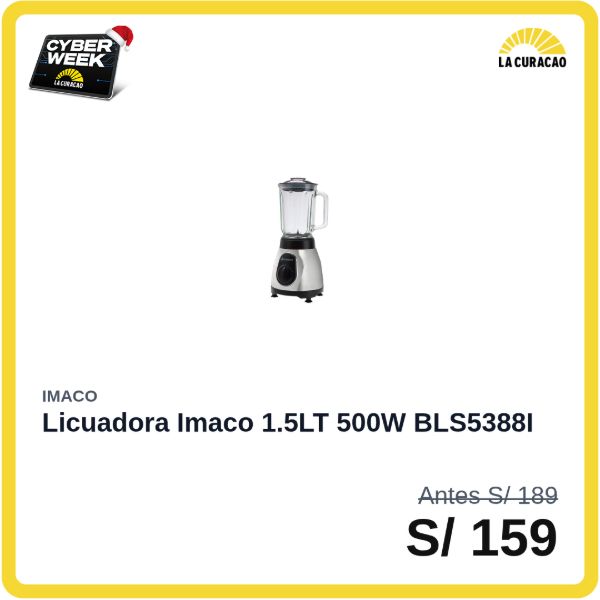 CYBER
WEEK
LA CURACAO
LA CURACAO
IMACO
Licuadora Imaco 1.5LT 500W BLS5388I
Antes S/ 189
S/ 159